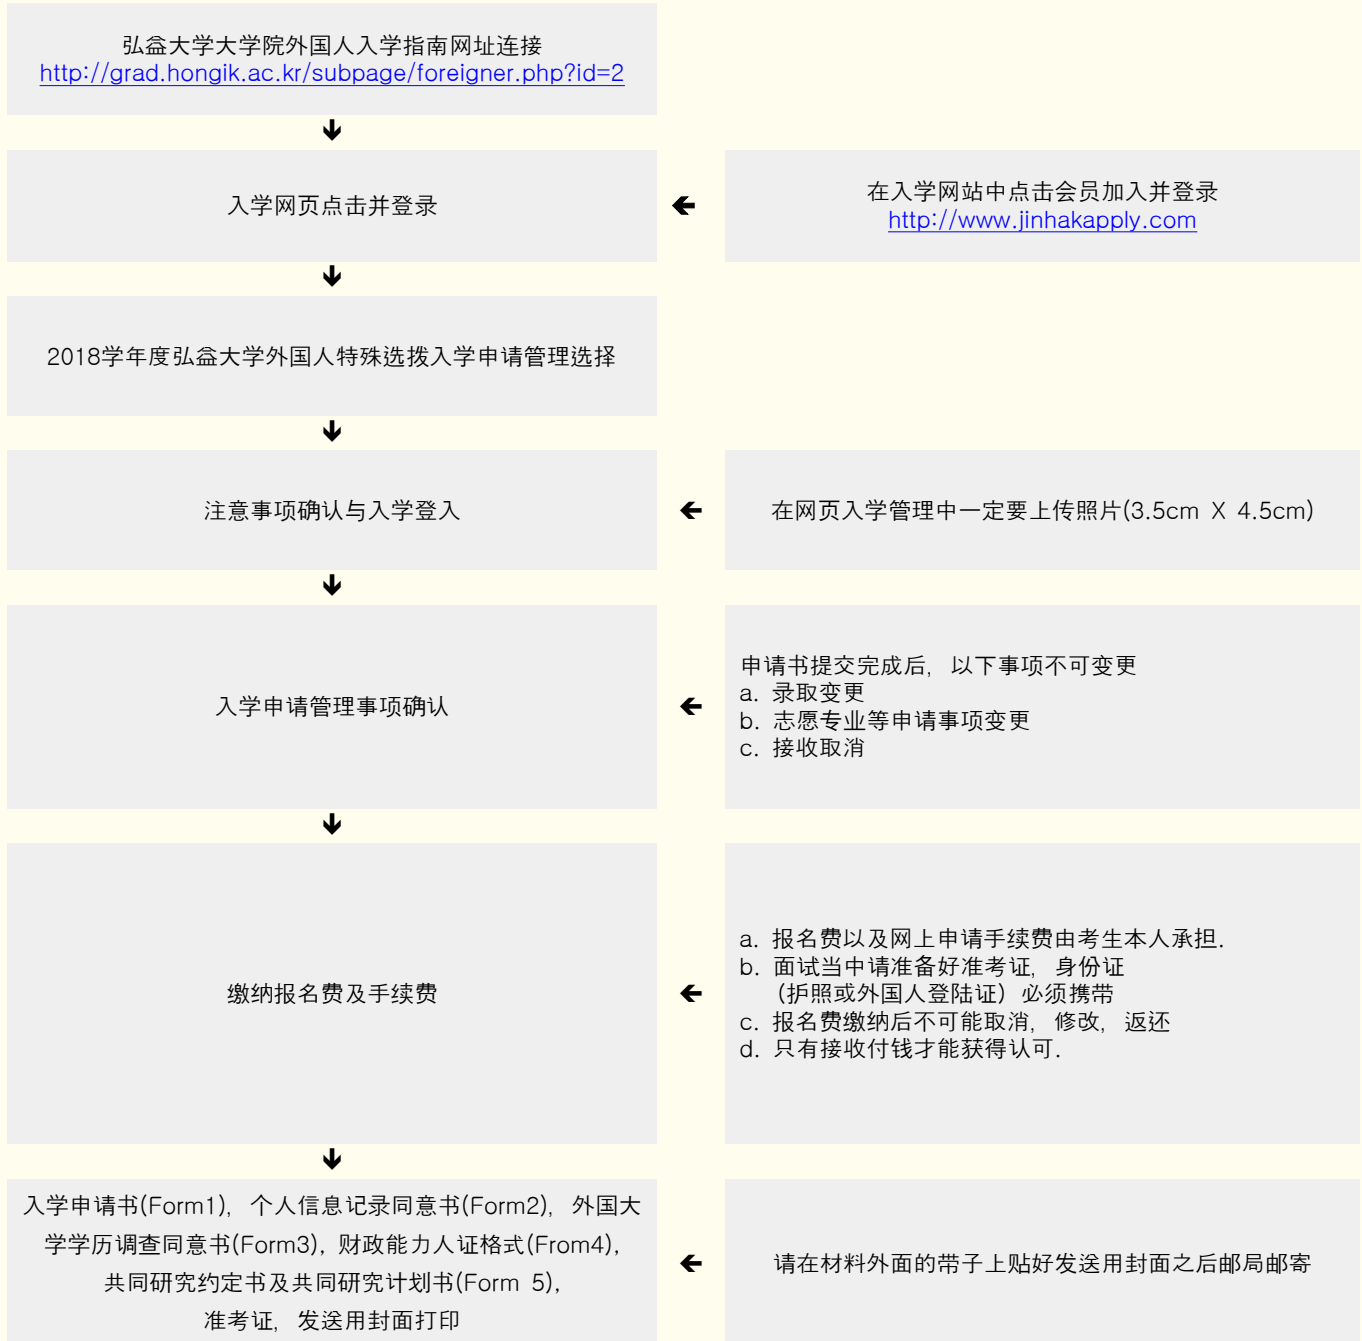 弘益大学大学院外国人入学指南网址连接
http://grad.hongik.ac.kr/subpage/foreigner.php?id=2
入学网页点击并登录
在入学网站中点击会员加入并登录
http://www.jinhakapply.com
2018学年度弘益大学外国人特殊选拨入学申请管理选择
注意事项确认与入学登入
在网页入学管理中一定要上传照片(3.5cm X 4.5cm)
入学申请管理事项确认
申请书提交完成后, 以下事项不可变更
a. 录取变更
b. 志愿专业等申请事项变更
c. 接收取消
缴纳报名费及手续费
a. 报名费以及网上申请手续费由考生本人承担.
b. 面试当中请准备好准考证, 身份证
(护照或外国人登陆证) 必须携带
c. 报名费缴纳后不可能取消, 修改, 返还
d. 只有接收付钱才能获得认可.
入学申请书(Form1), 个人信息记录同意书(Form2), 外国大
学学历调查同意书(Form3), 财政能力人证格式(From4),
共同研究约定书及共同研究计划书(Form 5),
准考证, 发送用封面打印
请在材料外面的带子上贴好发送用封面之后邮局邮寄